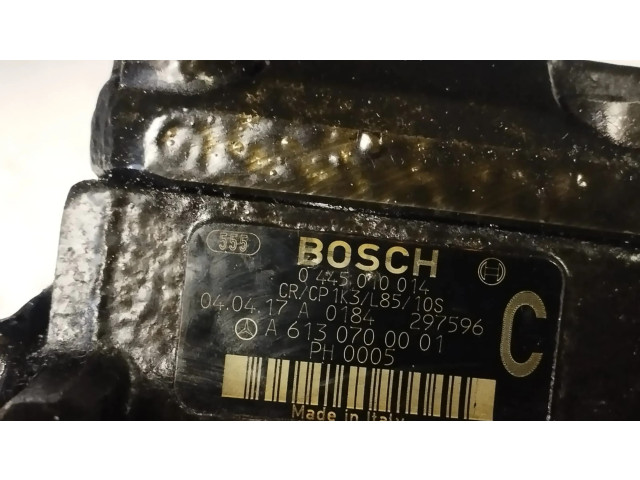 555
BOSCH
0 445 010 014
CR/CP1K3/L85/10S
04.04.17 A 0184 297596
A 613 070 00 01
PH 0005
C
Made in Italy